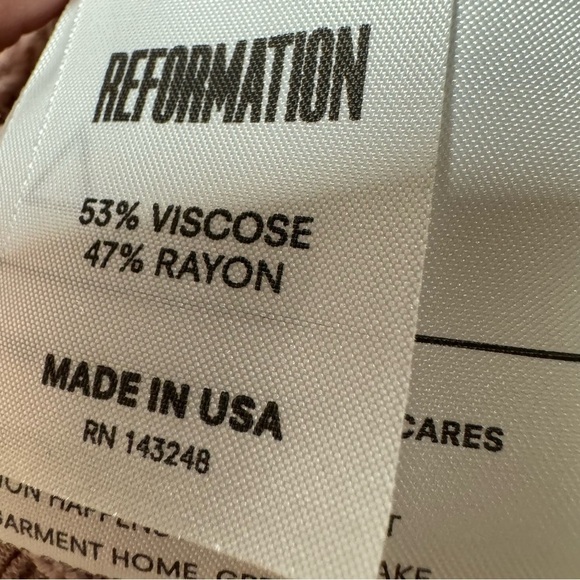 REFORMATION
53% VISCOSE
47% RAYON
MADE IN USA
RN 143248
CARES
GARMENT HOME